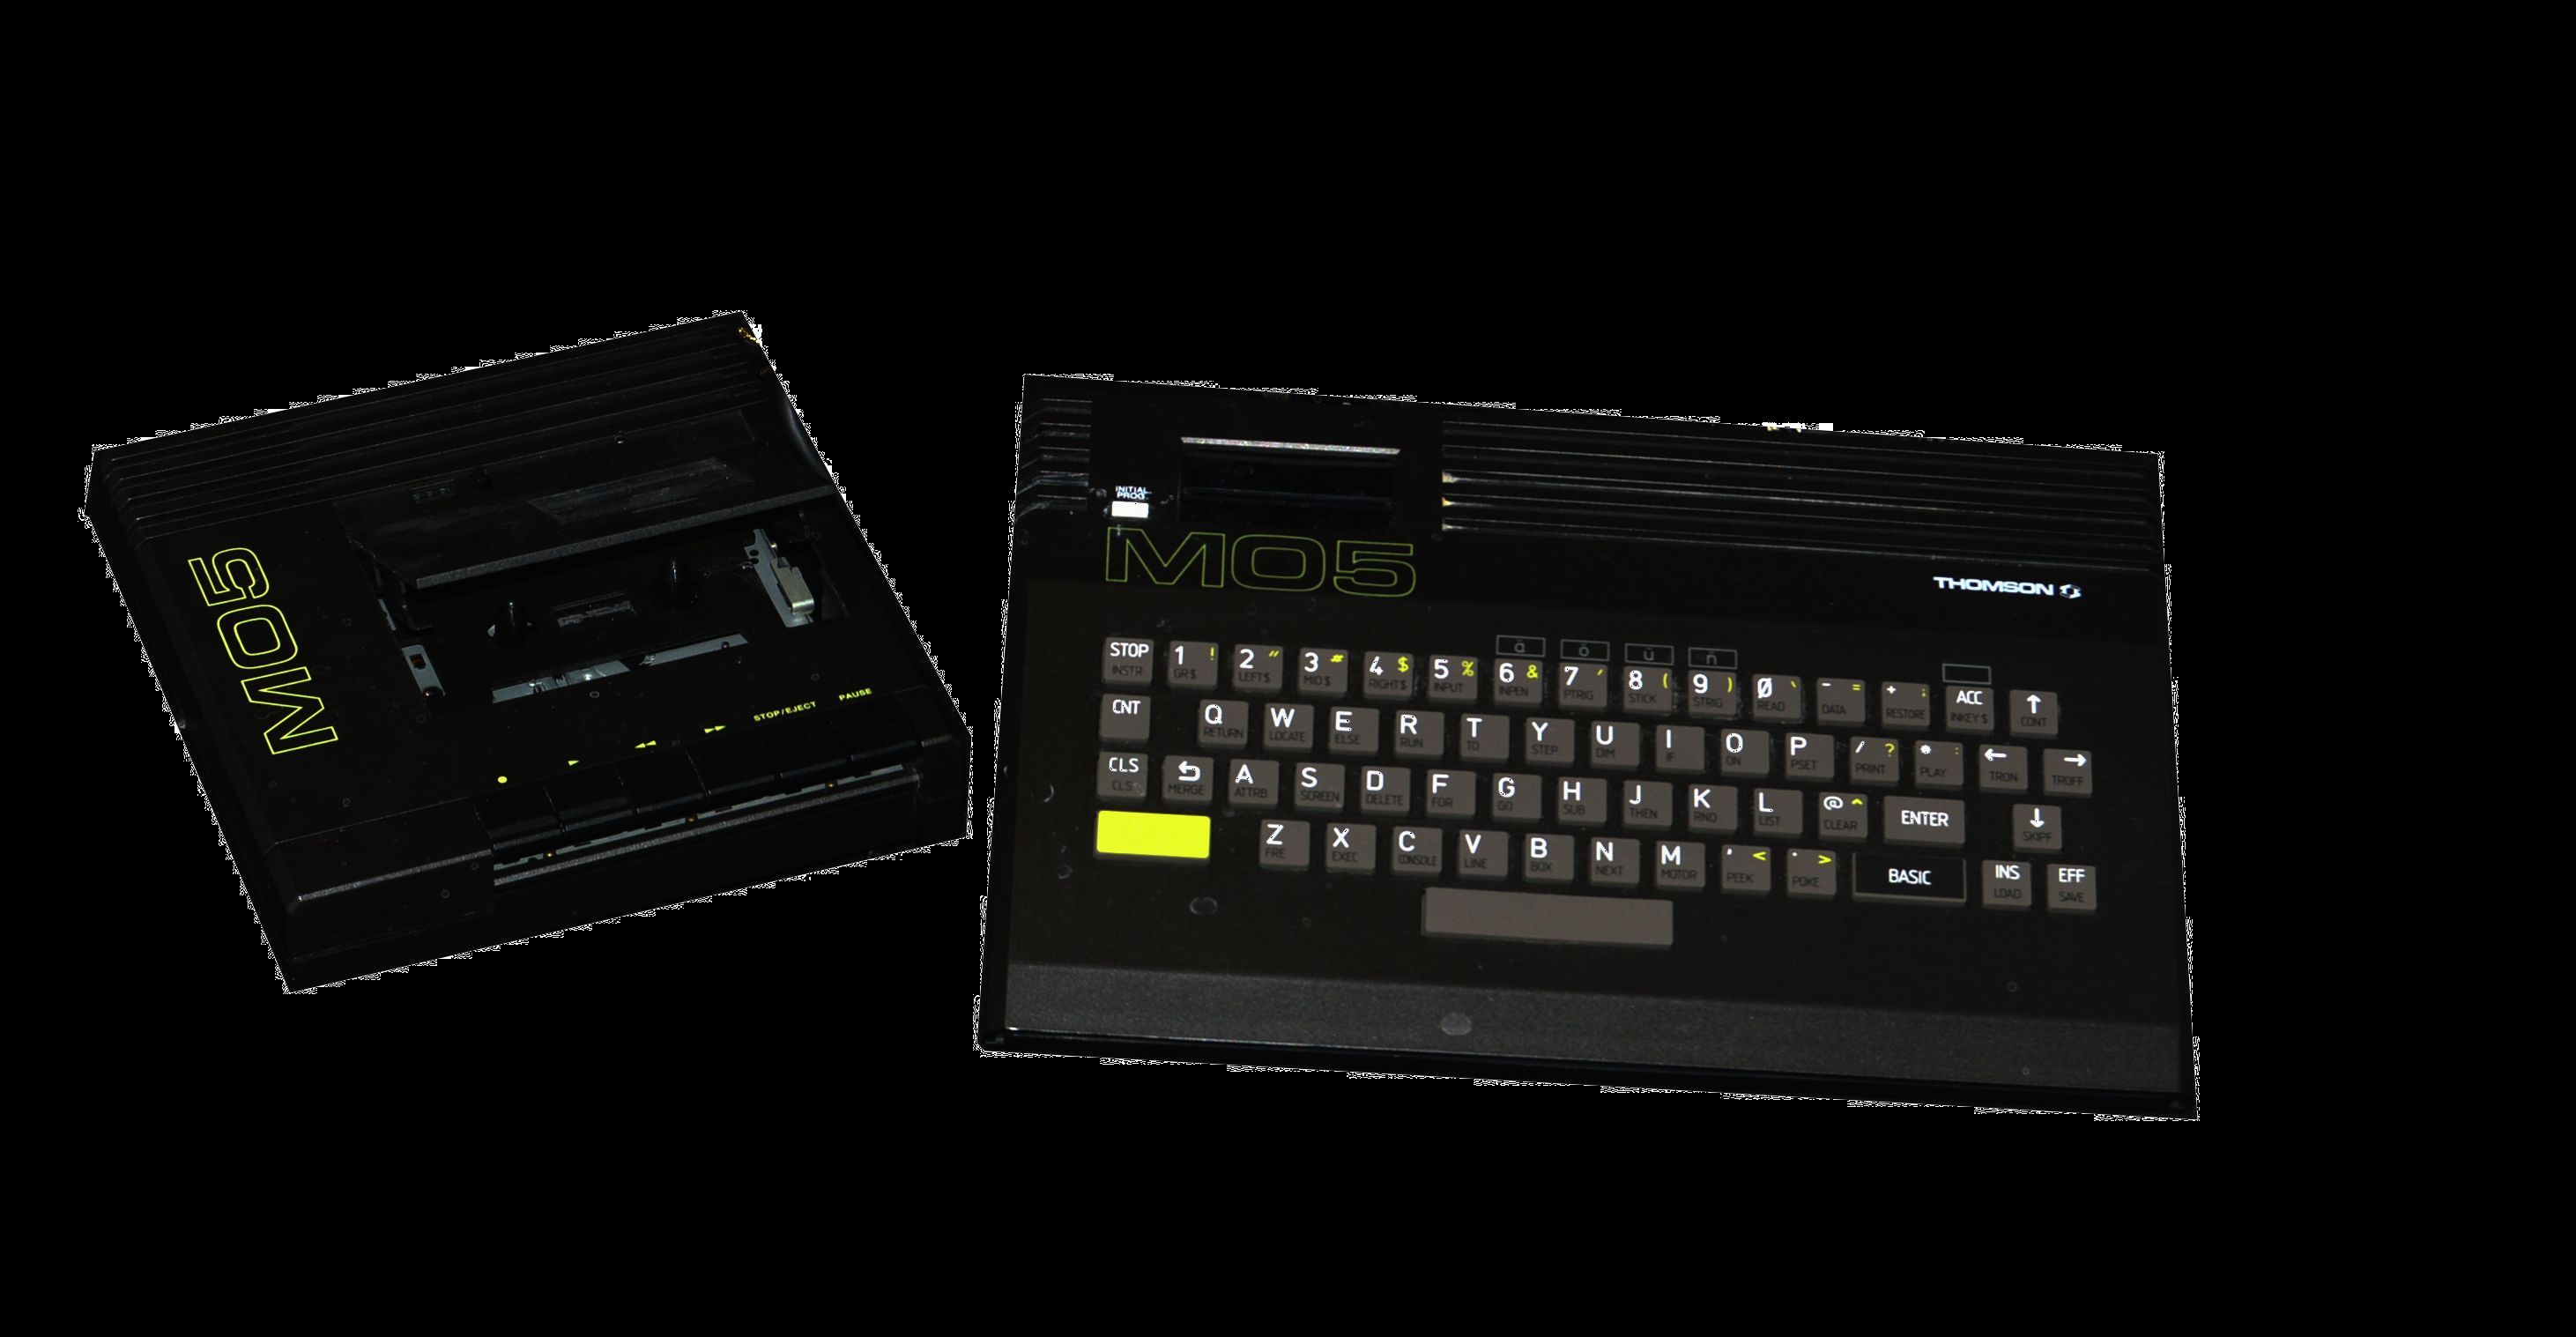 MO5
STOP/EJECT PAUSE
INITIAL
PROG
MO5
THOMSON
á ö ü ñ
STOP 1 ! 2 " 3 # 4 $ 5 % 6 & 7 ' 8 ( 9 ) 0 ` - = + ; ACC ↑
INSTR GR$ LEFT$ MID$ RIGHT$ INPUT INPEN PTRIG STICK STRIG READ DATA RESTORE INKEY$ CONT
CNT Q W E R T Y U I O P / ? * : ← →
RETURN LOCATE ELSE RUN TO STEP DIM IF ON PSET PRINT PLAY TRON TROFF
CLS A S D F G H J K L @ ^ ENTER ↓
CLS MERGE ATTRB SCREEN DELETE FOR GO SUB THEN RND LIST CLEAR SKIPF
Z X C V B N M , < . > BASIC INS EFF
FRE EXEC CONSOLE LINE BOX NEXT MOTOR PEEK POKE LOAD SAVE